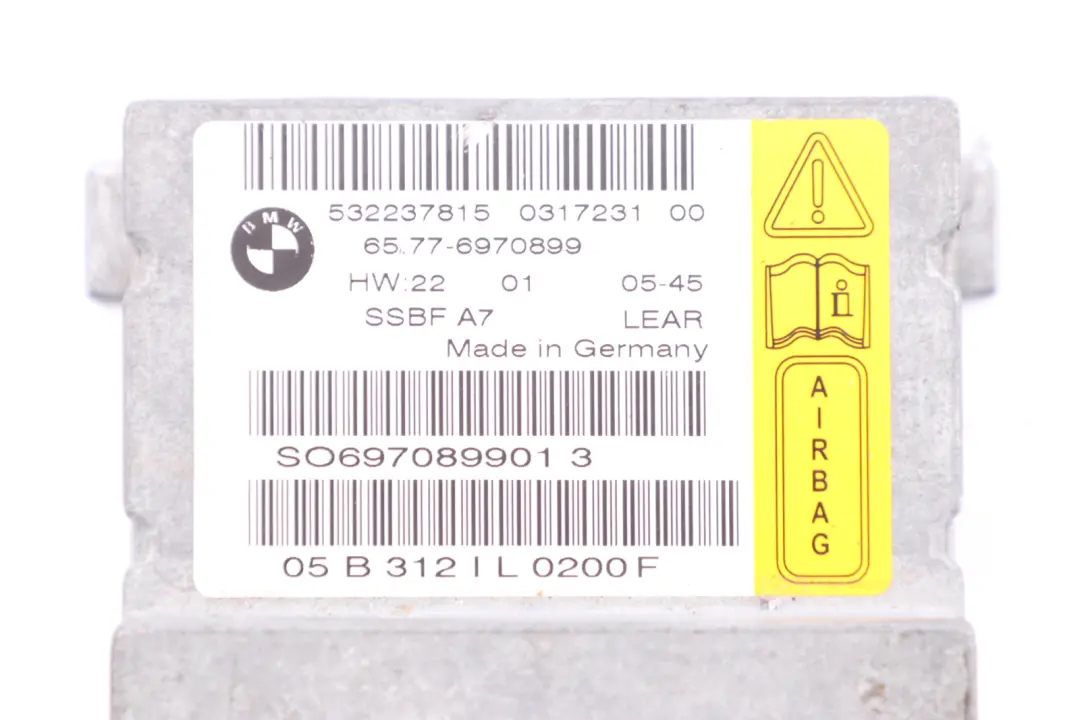 532237815 0317231 00
BMW
65.77-6970899
HW:22 01 05-45
SSBF A7 LEAR
Made in Germany
SO697089901 3
05 B 312 I L 0200 F
AIRBAG